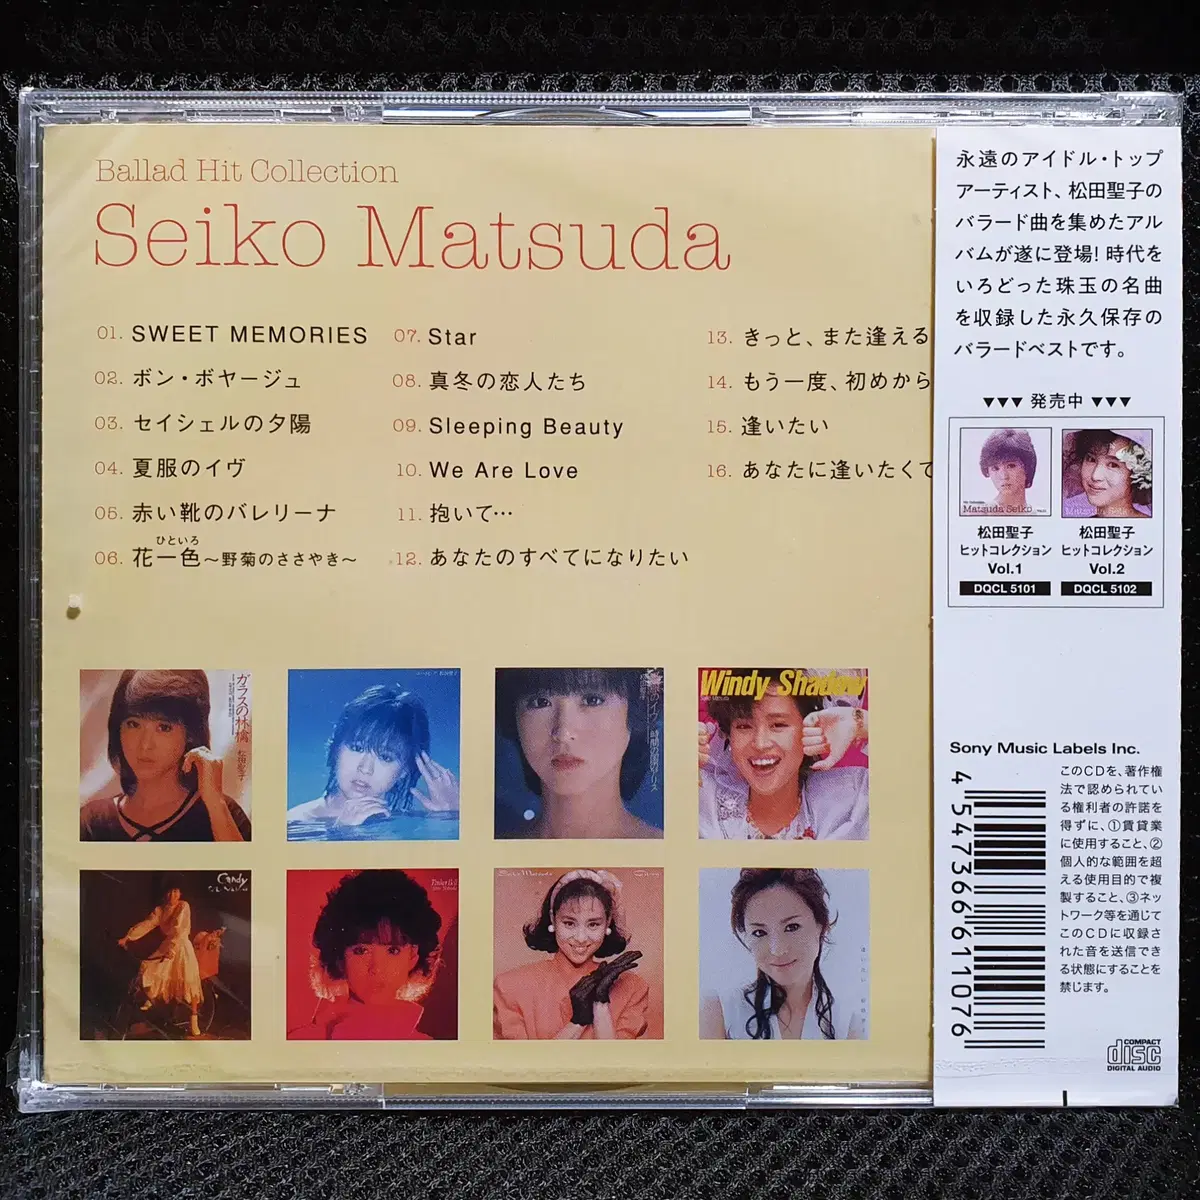 Ballad Hit Collection
Seiko Matsuda
01. SWEET MEMORIES
02. ボン・ボヤージュ
03. セイシェルの夕陽
04. 夏服のイヴ
05. 赤い靴のバレリーナ
ひといろ
06. 花一色〜野菊のささやき〜
07. Star
08. 真冬の恋人たち
09. Sleeping Beauty
10. We Are Love
11. 抱いて…
12. あなたのすべてになりたい
13. きっと、また逢える
14. もう一度、初めから
15. 逢いたい
16. あなたに逢いたくて
ガラスの林檎
松田聖子
Windy Shadow
Candy
永遠のアイドル・トップ
アーティスト、松田聖子の
バラード曲を集めたアル
バムが遂に登場!時代を
いろどった珠玉の名曲
を収録した永久保存の
バラードベストです。
▼▼▼ 発売中 ▼▼▼
Matsuda Seiko
Matsuda Seiko
松田聖子
ヒットコレクション
Vol.1
DQCL 5101
松田聖子
ヒットコレクション
Vol.2
DQCL 5102
Sony Music Labels Inc.
4 547366 611076
このCDを、著作権
法で認められている
権利者の許諾を
得ずに、①賃貸業
に使用すること、②
個人的な範囲を超
える使用目的で複
製すること、③ネッ
トワーク等を通じて
このCDに収録さ
れた音を送信でき
る状態にすることを
禁じます。
COMPACT
disc
DIGITAL AUDIO